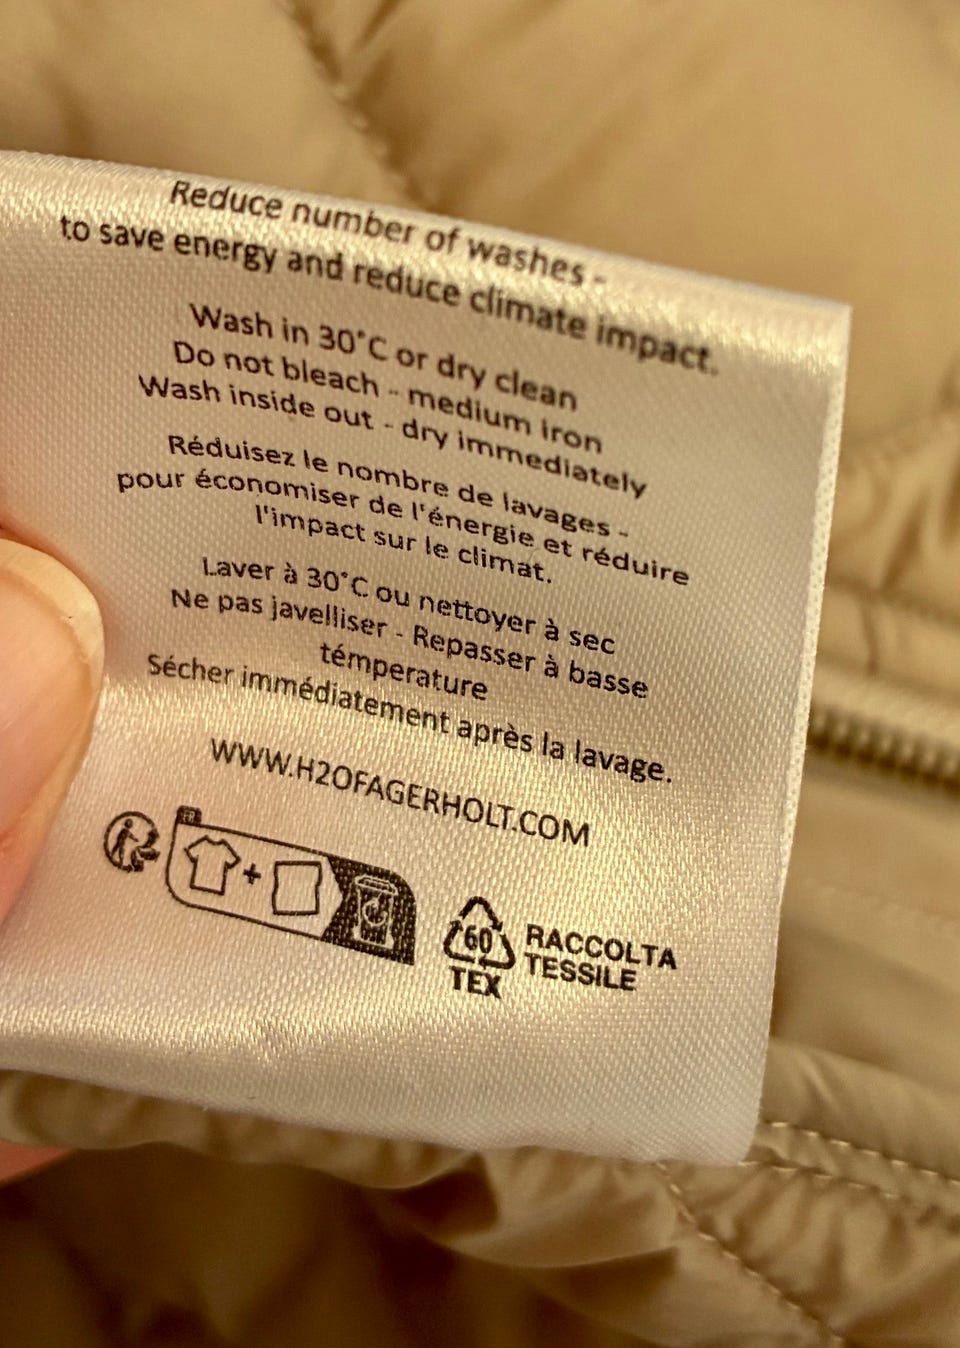 Reduce number of washes -
to save energy and reduce climate impact.
Wash in 30°C or dry clean
Do not bleach - medium iron
Wash inside out - dry immediately
Réduisez le nombre de lavages -
pour économiser de l'énergie et réduire
l'impact sur le climat.
Laver à 30°C ou nettoyer à sec
Ne pas javelliser - Repasser à basse
témperature
Sécher immédiatement après la lavage.
WWW.H2OFAGERHOLT.COM
60
TEX
RACCOLTA
TESSILE